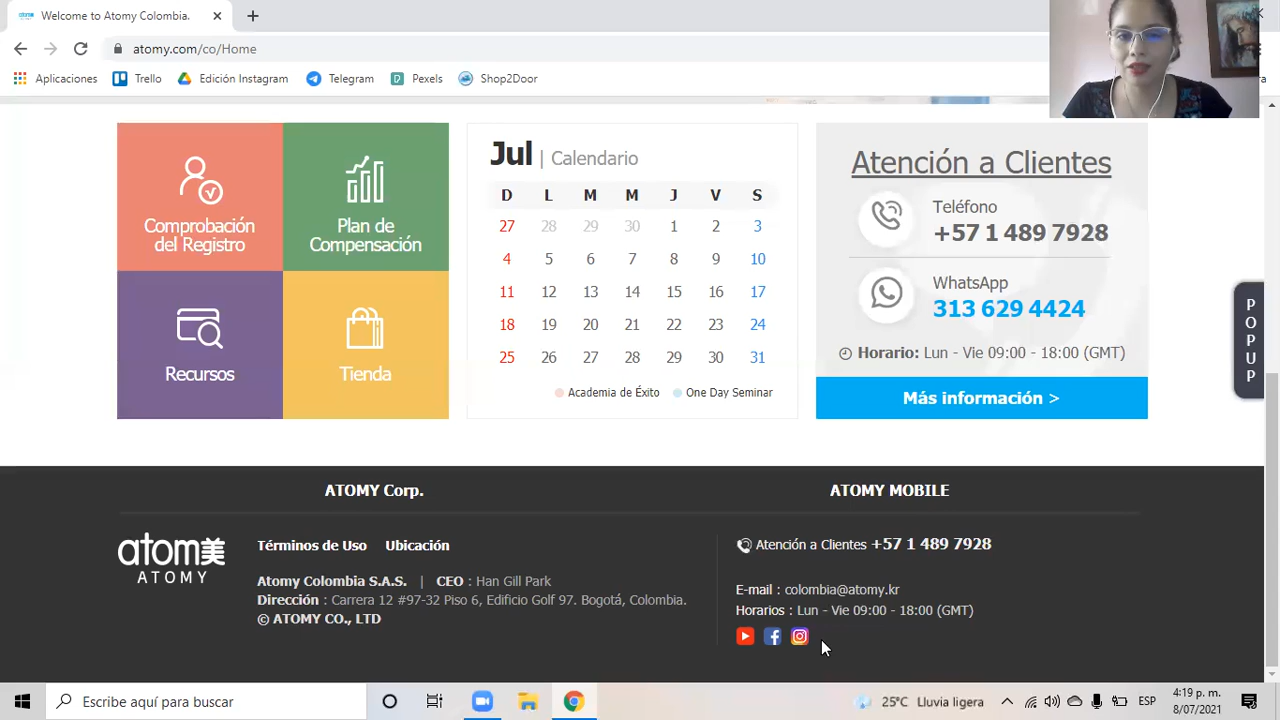 Welcome to Atomy Colombia.
atomy.com/co/Home
Aplicaciones Trello Edición Instagram Telegram Pexels Shop2Door
Comprobación
del Registro
Plan de
Compensación
Recursos
Tienda
Jul | Calendario
D L M M J V S
27 28 29 30 1 2 3
4 5 6 7 8 9 10
11 12 13 14 15 16 17
18 19 20 21 22 23 24
25 26 27 28 29 30 31
Academia de Éxito One Day Seminar
Atención a Clientes
Teléfono
+57 1 489 7928
WhatsApp
313 629 4424
Horario: Lun - Vie 09:00 - 18:00 (GMT)
Más información >
POPUP
ATOMY Corp.
atom美
ATOMY
Términos de Uso Ubicación
Atomy Colombia S.A.S. | CEO : Han Gill Park
Dirección : Carrera 12 #97-32 Piso 6, Edificio Golf 97. Bogotá, Colombia.
© ATOMY CO., LTD
ATOMY MOBILE
Atención a Clientes +57 1 489 7928
E-mail : colombia@atomy.kr
Horarios : Lun - Vie 09:00 - 18:00 (GMT)
Escribe aquí para buscar
25°C Lluvia ligera
ESP
4:19 p. m.
8/07/2021